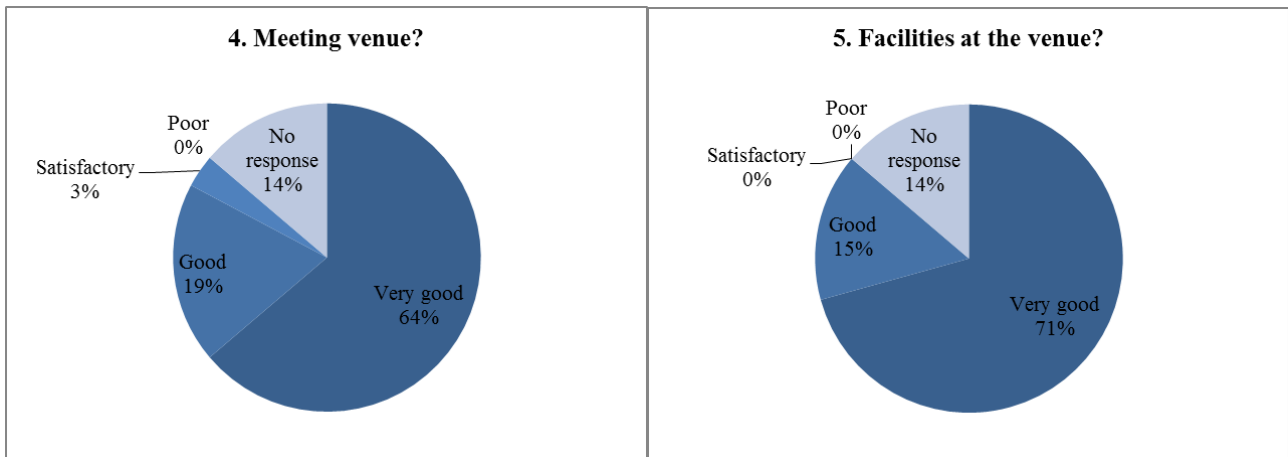 4. Meeting venue?
Poor
0%
No
response
14%
Satisfactory
3%
Good
19%
Very good
64%
5. Facilities at the venue?
Poor
0%
No
response
14%
Satisfactory
0%
Good
15%
Very good
71%